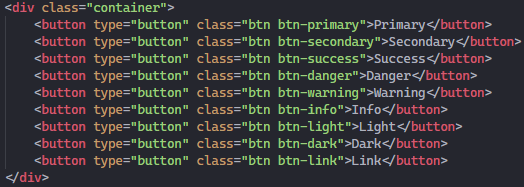 <div class="container">
    <button type="button" class="btn btn-primary">Primary</button>
    <button type="button" class="btn btn-secondary">Secondary</button>
    <button type="button" class="btn btn-success">Success</button>
    <button type="button" class="btn btn-danger">Danger</button>
    <button type="button" class="btn btn-warning">Warning</button>
    <button type="button" class="btn btn-info">Info</button>
    <button type="button" class="btn btn-light">Light</button>
    <button type="button" class="btn btn-dark">Dark</button>
    <button type="button" class="btn btn-link">Link</button>
</div>